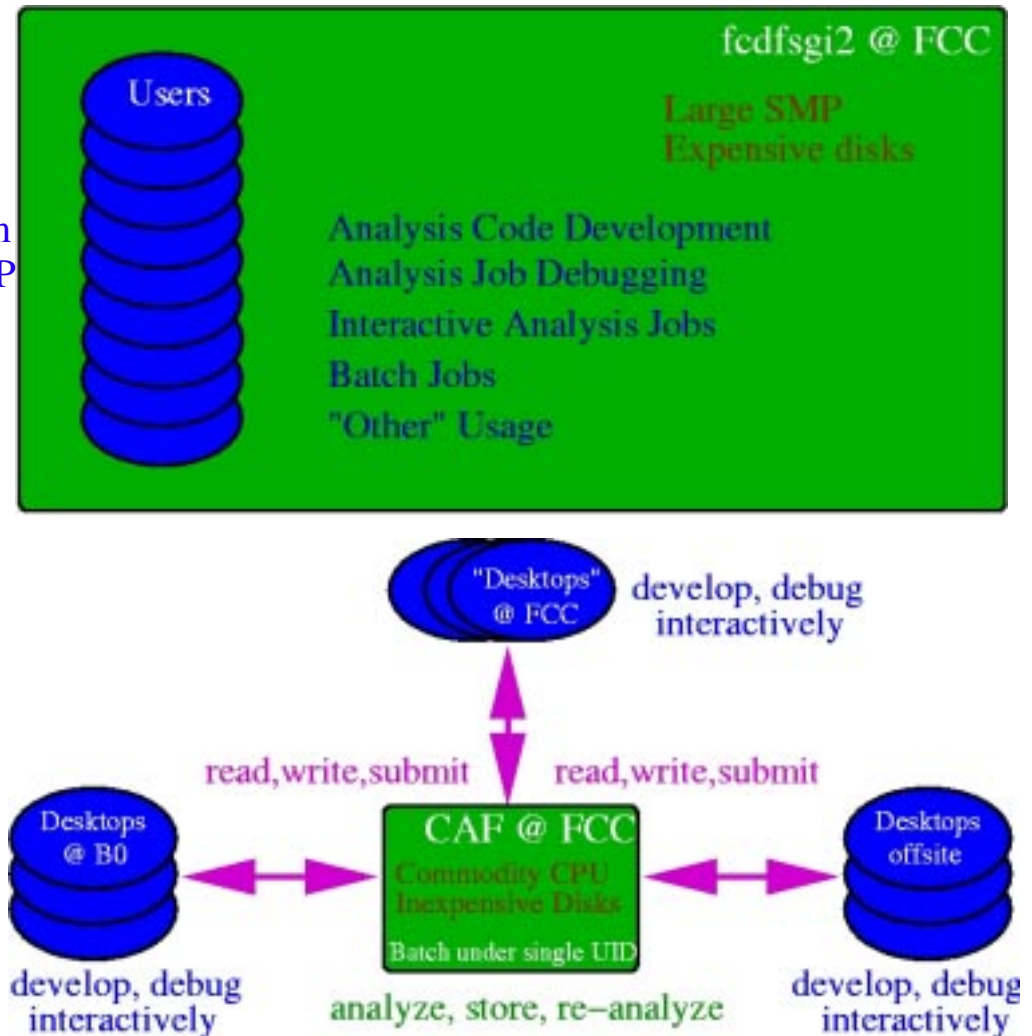 fcdfsgi2 @ FCC
Users
Large SMP
Expensive disks
Analysis Code Development
Analysis Job Debugging
Interactive Analysis Jobs
Batch Jobs
"Other" Usage
"Desktops"
@ FCC
develop, debug
interactively
read,write,submit
read,write,submit
Desktops
@ B0
CAF @ FCC
Commodity CPU
Inexpensive Disks
Batch under single UID
Desktops
offsite
develop, debug
interactively
analyze, store, re-analyze
develop, debug
interactively